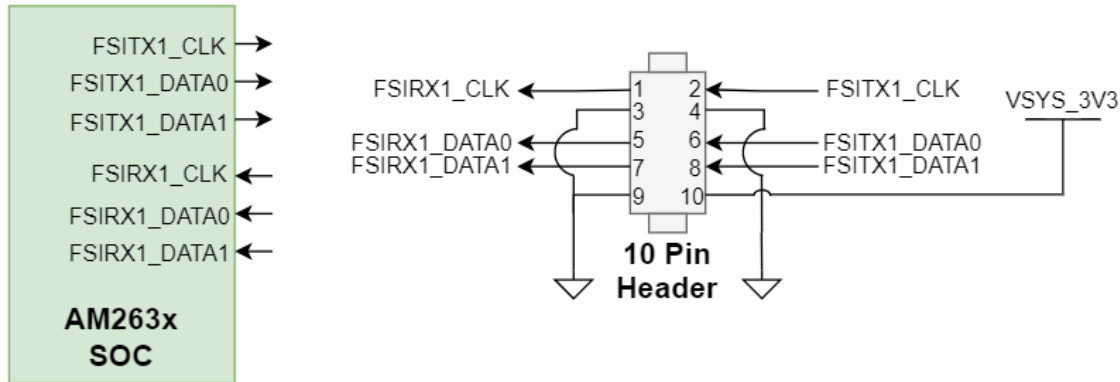 FSITX1_CLK
FSITX1_DATA0
FSITX1_DATA1
FSIRX1_CLK
FSIRX1_DATA0
FSIRX1_DATA1
AM263x
SOC
FSIRX1_CLK
1
2
FSITX1_CLK
3
4
FSIRX1_DATA0
5
6
FSITX1_DATA0
FSIRX1_DATA1
7
8
FSITX1_DATA1
9
10
VSYS_3V3
10 Pin
Header